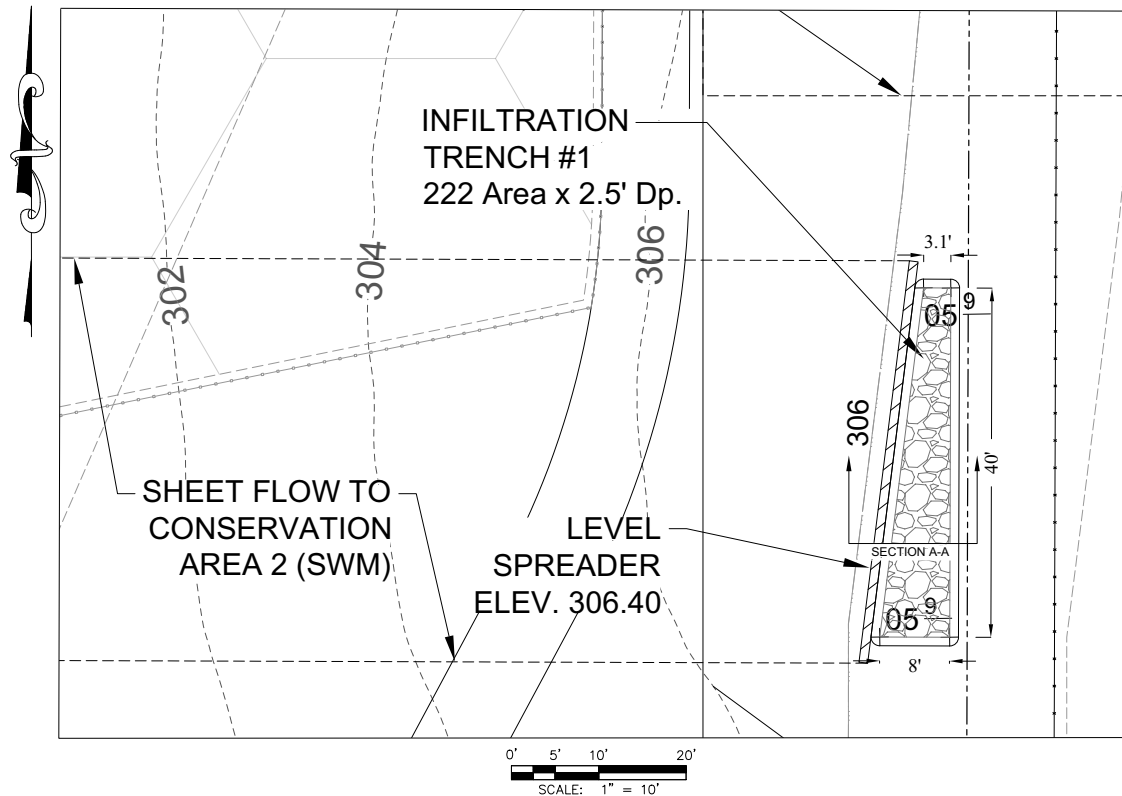 INFILTRATION
TRENCH #1
222 Area x 2.5' Dp.
302
304
306
3.1'
05 9
306
40'
SHEET FLOW TO
CONSERVATION
AREA 2 (SWM)
LEVEL
SPREADER
ELEV. 306.40
SECTION A-A
05 9
8'
0' 5' 10' 20'
SCALE: 1" = 10'